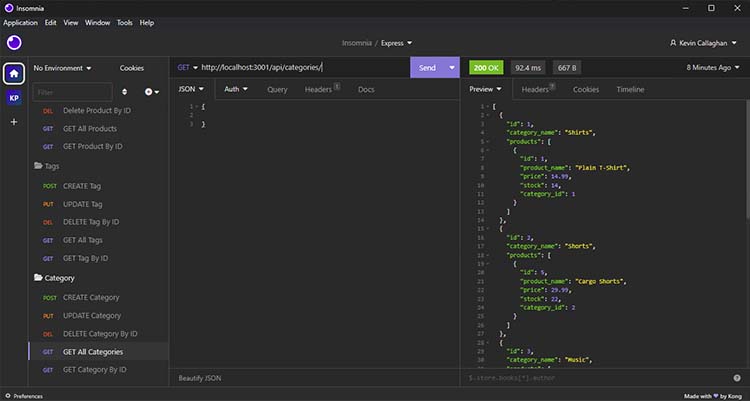 Insomnia
Application Edit View Window Tools Help
Insomnia / Express
Kevin Callaghan
No Environment Cookies
Filter
KP
DEL Delete Product By ID
GET GET All Products
GET GET Product By ID
Tags
POST CREATE Tag
PUT UPDATE Tag
DEL DELETE Tag By ID
GET GET All Tags
GET GET Tag By ID
Category
POST CREATE Category
PUT UPDATE Category
DEL DELETE Category By ID
GET GET All Categories
GET GET Category By ID
GET http://localhost:3001/api/categories/ Send
JSON Auth Query Headers 1 Docs
1 {
2
3 }
Beautify JSON
200 OK 92.4 ms 667 B 8 Minutes Ago
Preview Headers 7 Cookies Timeline
1 [
2 {
3 "id": 1,
4 "category_name": "Shirts",
5 "products": [
6 {
7 "id": 1,
8 "product_name": "Plain T-Shirt",
9 "price": 14.99,
10 "stock": 14,
11 "category_id": 1
12 }
13 ]
14 },
15 {
16 "id": 2,
17 "category_name": "Shorts",
18 "products": [
19 {
20 "id": 5,
21 "product_name": "Cargo Shorts",
22 "price": 29.99,
23 "stock": 22,
24 "category_id": 2
25 }
26 ]
27 },
28 {
29 "id": 3,
30 "category_name": "Music",
$.store.books[*].author
Preferences
Made with ♥ by Kong